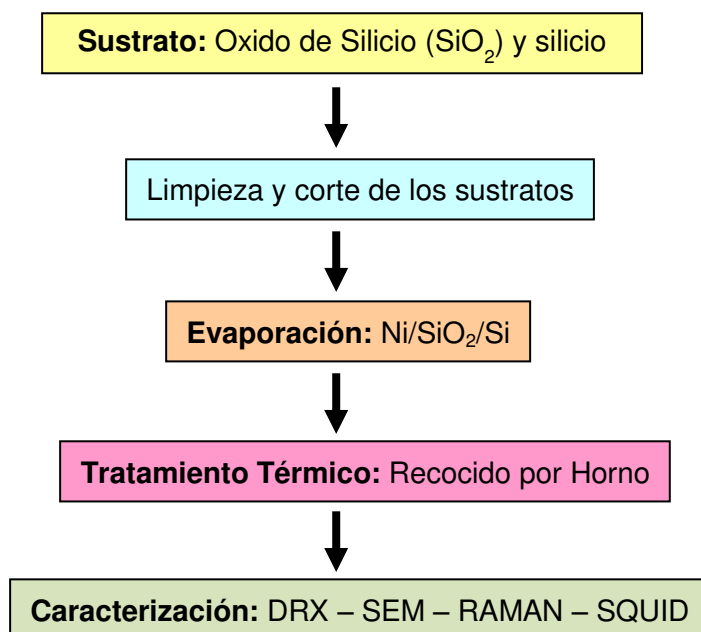 Sustrato: Oxido de Silicio (SiO₂) y silicio
Limpieza y corte de los sustratos
Evaporación: Ni/SiO₂/Si
Tratamiento Térmico: Recocido por Horno
Caracterización: DRX – SEM – RAMAN – SQUID